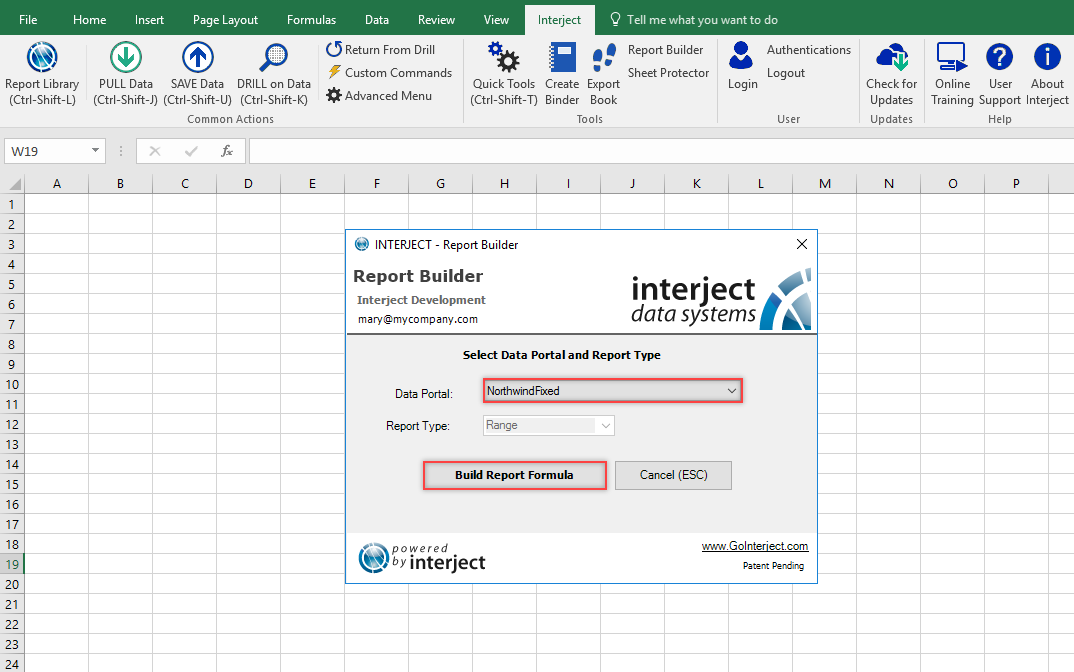 File Home Insert Page Layout Formulas Data Review View Interject Tell me what you want to do
Report Library
(Ctrl-Shift-L)
PULL Data
(Ctrl-Shift-J)
SAVE Data
(Ctrl-Shift-U)
DRILL on Data
(Ctrl-Shift-K)
Return From Drill
Custom Commands
Advanced Menu
Common Actions
Quick Tools
(Ctrl-Shift-T)
Create
Binder
Export
Book
Report Builder
Sheet Protector
Tools
Login
Authentications
Logout
User
Check for
Updates
Updates
Online
Training
User
Support
About
Interject
Help
W19 fx
A B C D E F G H I J K L M N O P
1
2
3
4
5
6
7
8
9
10
11
12
13
14
15
16
17
18
19
20
21
22
23
24
INTERJECT - Report Builder
Report Builder
Interject Development
mary@mycompany.com
interject
data systems
Select Data Portal and Report Type
Data Portal: NorthwindFixed
Report Type: Range
Build Report Formula Cancel (ESC)
powered
by interject
www.GoInterject.com
Patent Pending